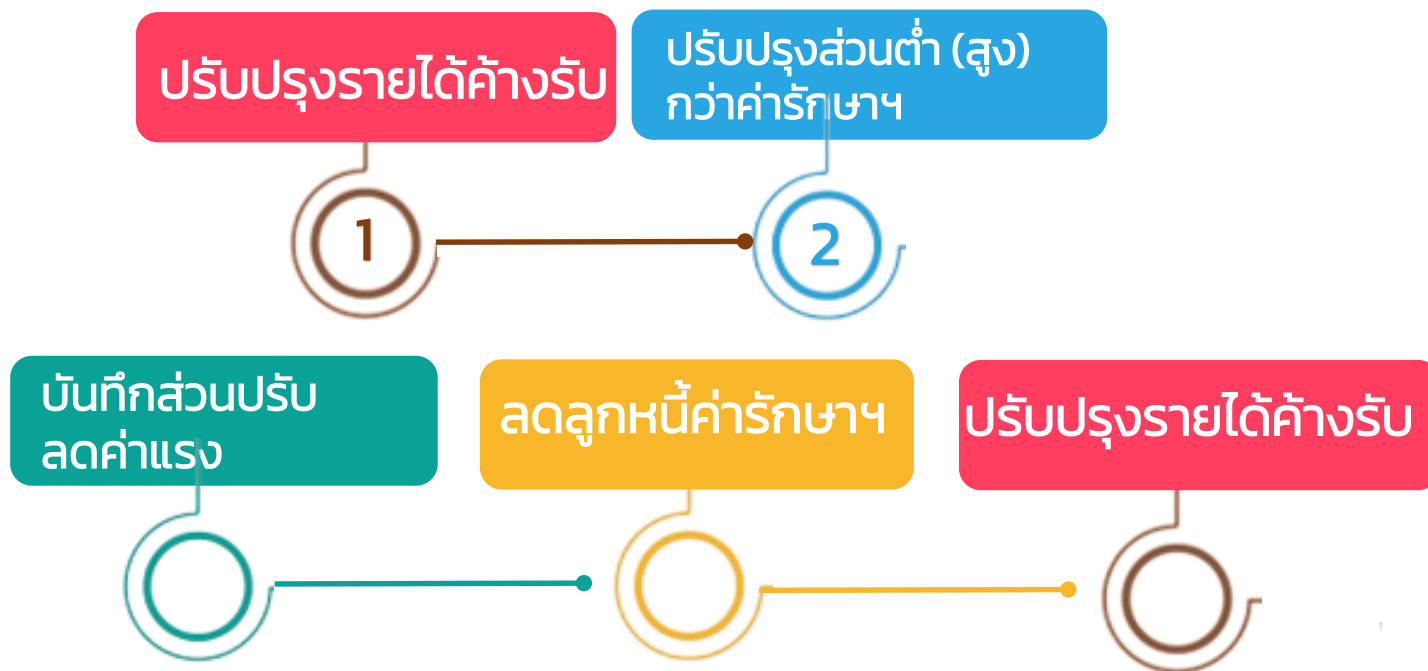 ปรับปรุงรายได้ค้างรับ
ปรับปรุงส่วนต่ำ (สูง)
กว่าค่ารักษาฯ
1
2
บันทึกส่วนปรับ
ลดค่าแรง
ลดลูกหนี้ค่ารักษาฯ
ปรับปรุงรายได้ค้างรับ